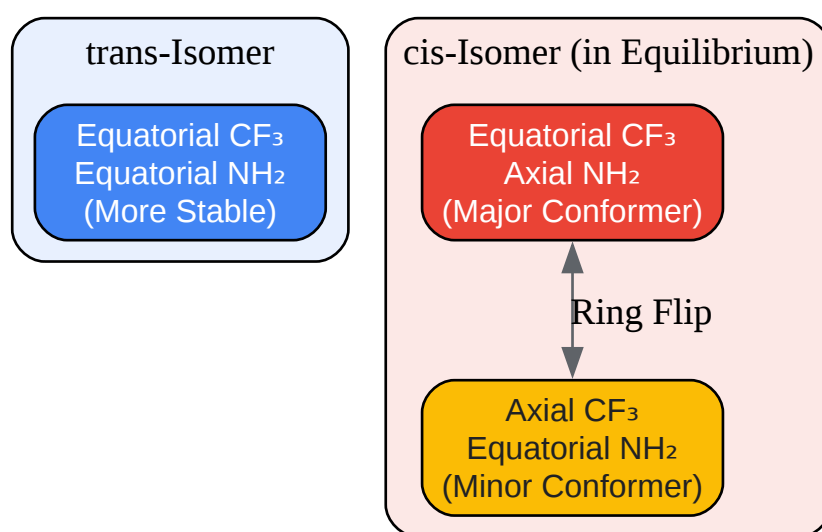 trans-Isomer
Equatorial CF₃
Equatorial NH₂
(More Stable)
cis-Isomer (in Equilibrium)
Equatorial CF₃
Axial NH₂
(Major Conformer)
Ring Flip
Axial CF₃
Equatorial NH₂
(Minor Conformer)